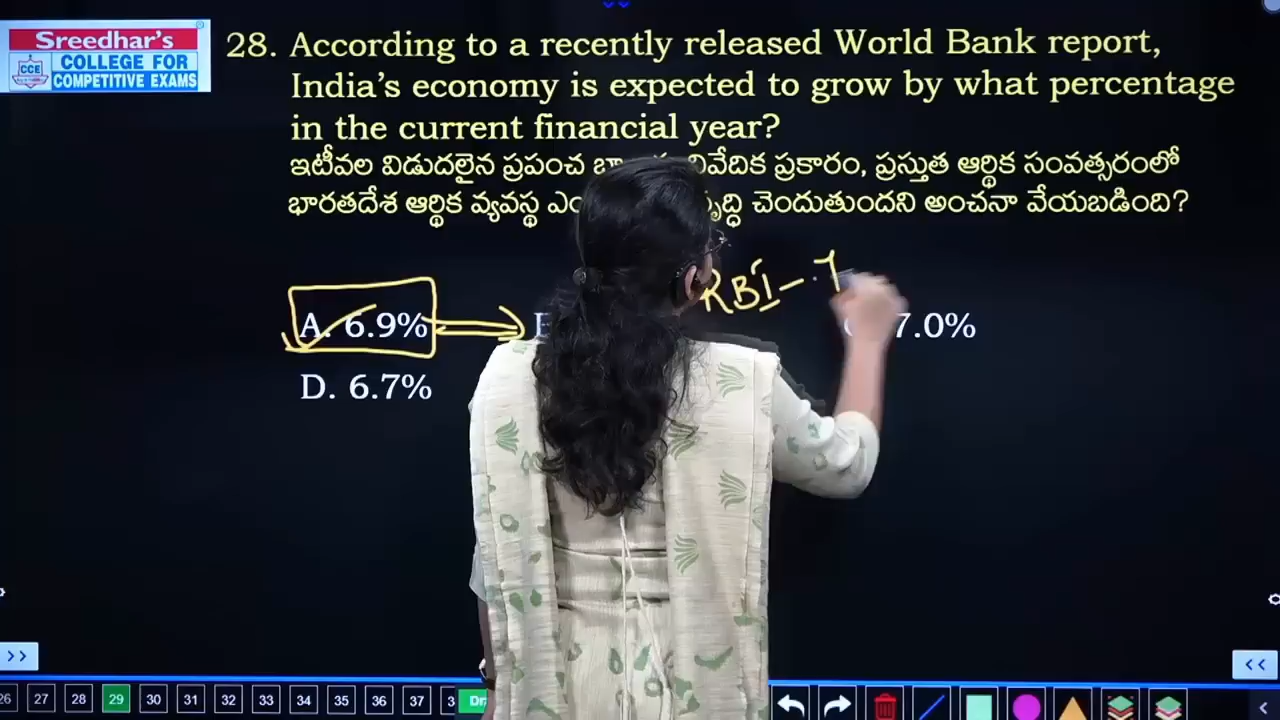 Sreedhar's
CCE
COLLEGE FOR
COMPETITIVE EXAMS
28. According to a recently released World Bank report,
India's economy is expected to grow by what percentage
in the current financial year?
ఇటీవల విడుదలైన ప్రపంచ నివేదిక ప్రకారం, ప్రస్తుత ఆర్థిక సంవత్సరంలో
భారతదేశ ఆర్థిక వ్యవస్థ చెందుతుందని అంచనా వేయబడింది?
RBI - 7
A. 6.9% 7.0%
D. 6.7%
>> <<
26 27 28 29 30 31 32 33 34 35 36 37